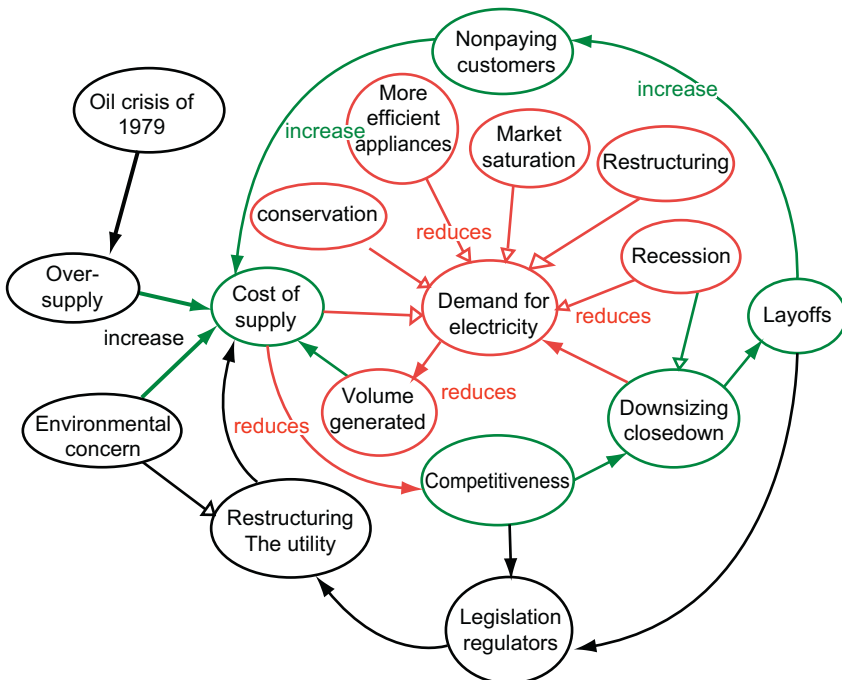 Nonpaying
customers
Oil crisis of
1979
increase
More
efficient
appliances
increase
Market
saturation
Restructuring
conservation
reduces
Recession
Over-
supply
Cost of
supply
Demand for
electricity
reduces
Layoffs
increase
Volume
generated
reduces
Downsizing
closedown
Environmental
concern
reduces
Competitiveness
Restructuring
The utility
Legislation
regulators